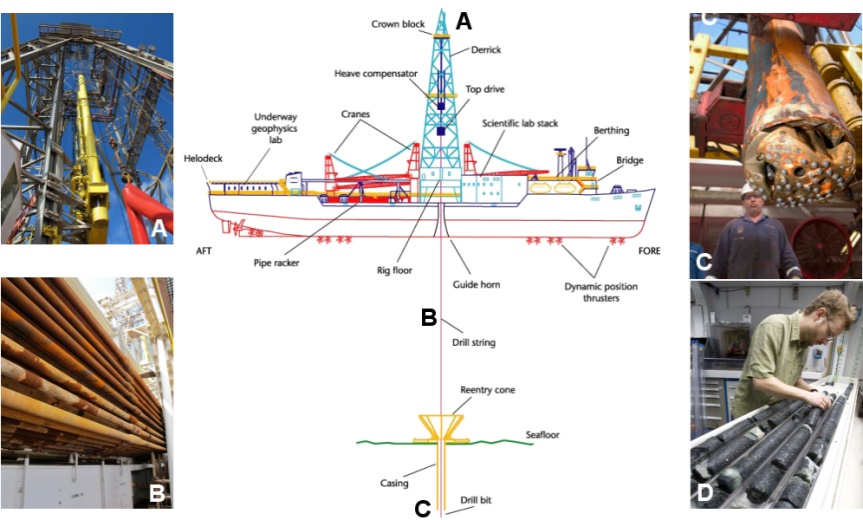 A
B
Crown block
A
Derrick
Heave compensator
Top drive
Cranes
Scientific lab stack
Underway
geophysics
lab
Berthing
Helodeck
Bridge
AFT
FORE
Pipe racker
Rig floor
Guide horn
Dynamic position
thrusters
B
Drill string
Reentry cone
Seafloor
Casing
C
Drill bit
C
C
D